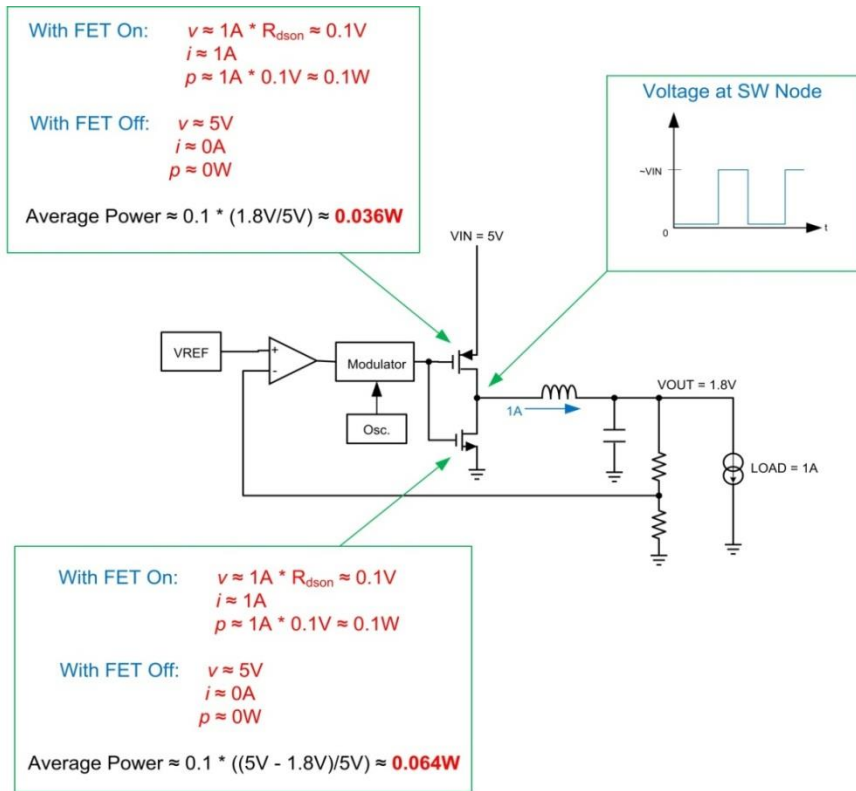 With FET On: v ≈ 1A * Rdson ≈ 0.1V
i ≈ 1A
p ≈ 1A * 0.1V ≈ 0.1W
With FET Off: v ≈ 5V
i ≈ 0A
p ≈ 0W
Average Power ≈ 0.1 * (1.8V/5V) ≈ 0.036W
Voltage at SW Node
~VIN
0
t
VIN = 5V
VREF
+
-
Modulator
Osc.
1A
VOUT = 1.8V
LOAD = 1A
With FET On: v ≈ 1A * Rdson ≈ 0.1V
i ≈ 1A
p ≈ 1A * 0.1V ≈ 0.1W
With FET Off: v ≈ 5V
i ≈ 0A
p ≈ 0W
Average Power ≈ 0.1 * ((5V - 1.8V)/5V) ≈ 0.064W